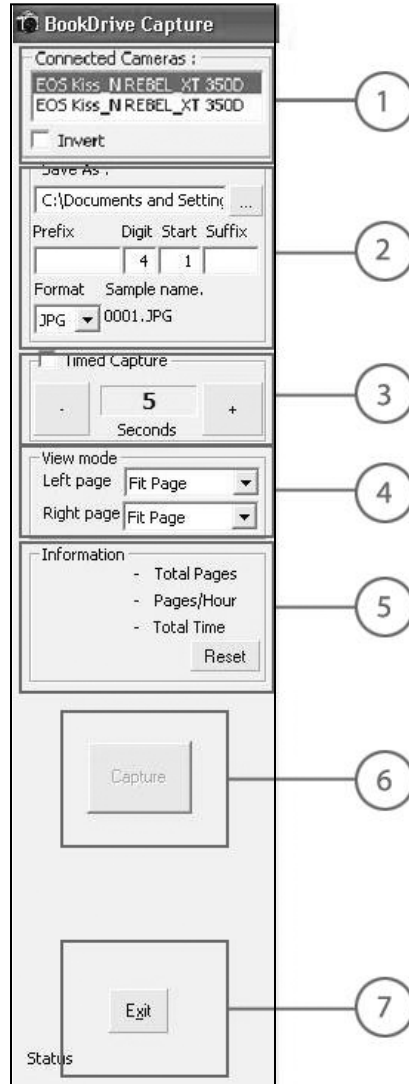 BookDrive Capture
Connected Cameras :
EOS Kiss_N REBEL_XT 350D
EOS Kiss_N REBEL_XT 350D
Invert
1
Save As :
C:\Documents and Setting
...
Prefix Digit Start Suffix
4 1
2
Format Sample name.
JPG 0001.JPG
Timed Capture
- 5 +
3
Seconds
View mode
Left page Fit Page
4
Right page Fit Page
Information
- Total Pages
- Pages/Hour
5
- Total Time
Reset
Capture
6
Exit
7
Status